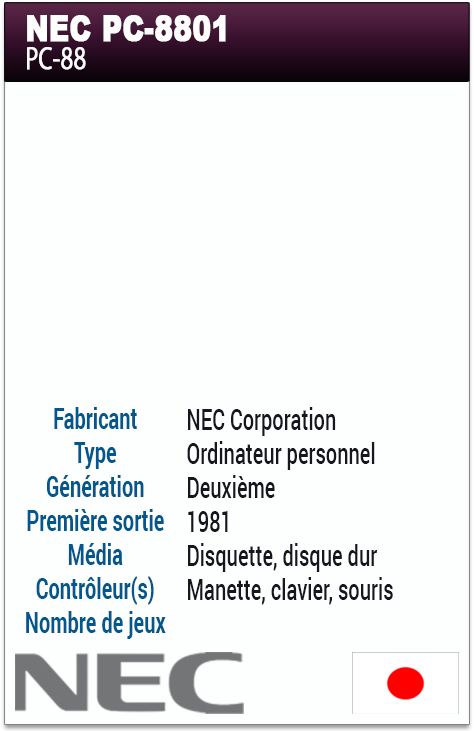 NEC PC-8801
PC-88
Fabricant NEC Corporation
Type Ordinateur personnel
Génération Deuxième
Première sortie 1981
Média Disquette, disque dur
Contrôleur(s) Manette, clavier, souris
Nombre de jeux
NEC